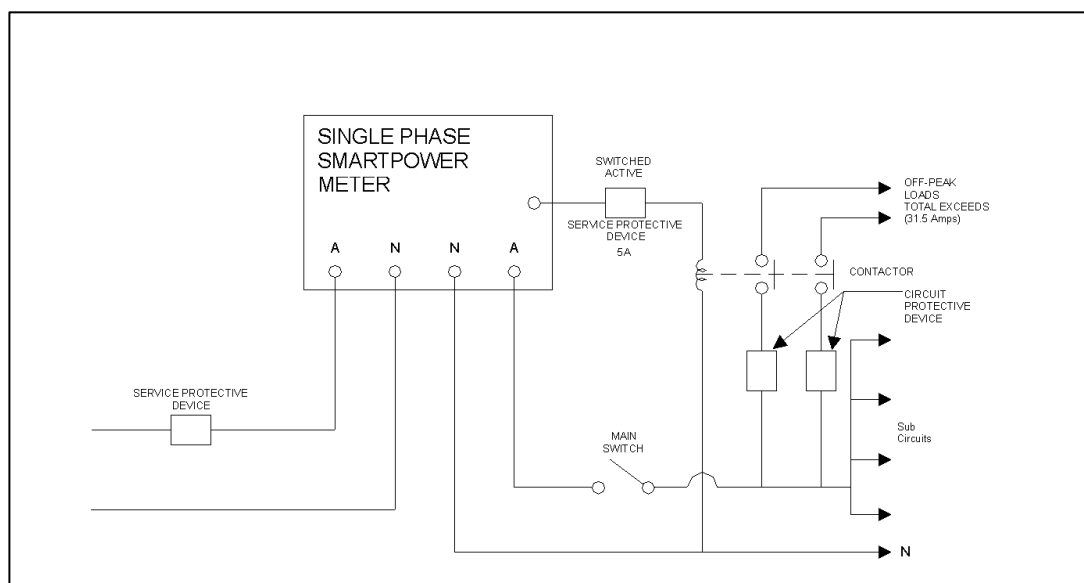 SINGLE PHASE
SMARTPOWER
METER
A
N
N
A
SWITCHED
ACTIVE
SERVICE PROTECTIVE
DEVICE
5A
OFF-PEAK
LOADS
TOTAL EXCEEDS
(31.5 Amps)
CONTACTOR
CIRCUIT
PROTECTIVE
DEVICE
SERVICE PROTECTIVE
DEVICE
MAIN
SWITCH
Sub
Circuits
N